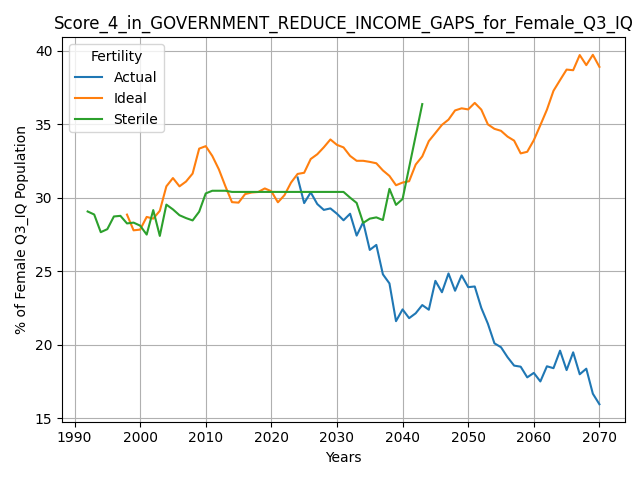 Score_4_in_GOVERNMENT_REDUCE_INCOME_GAPS_for_Female_Q3_IQ
Fertility
Actual
Ideal
Sterile
% of Female Q3_IQ Population
40
35
30
25
20
15
1990 2000 2010 2020 2030 2040 2050 2060 2070
Years